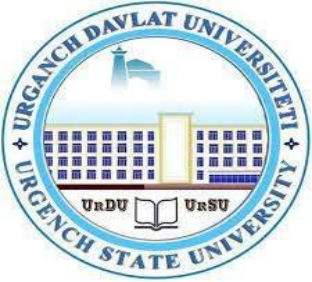 URGANCH DAVLAT UNIVERSITETI
UrDU UrSU
URGENCH STATE UNIVERSITY